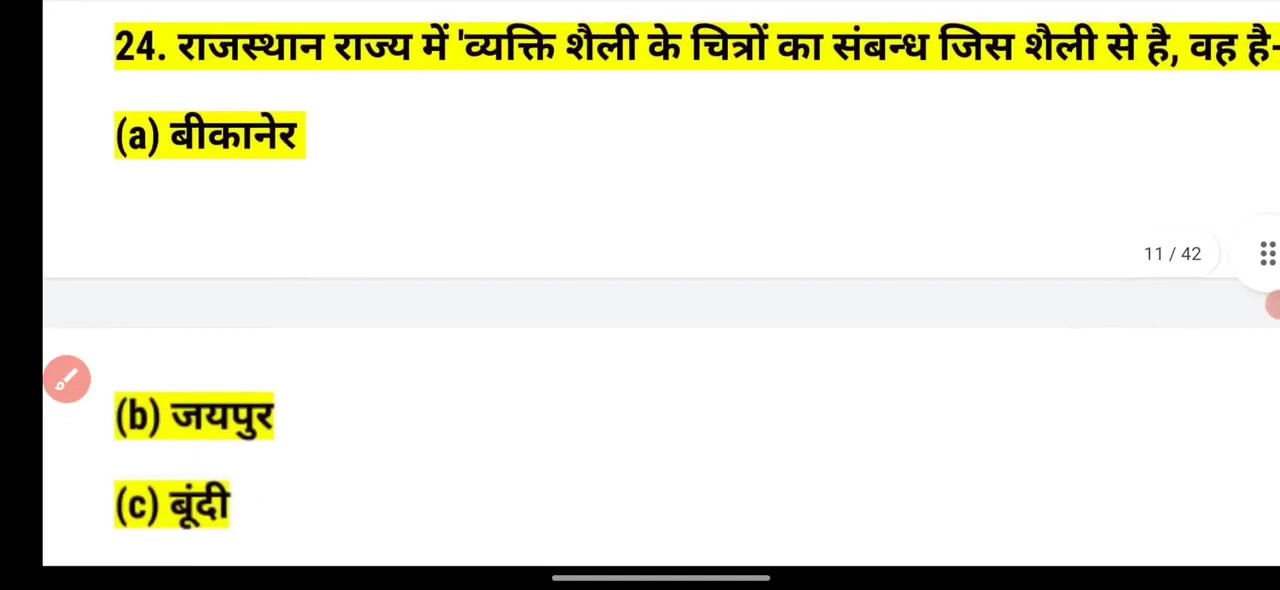 24. राजस्थान राज्य में 'व्यक्ति शैली के चित्रों का संबन्ध जिस शैली से है, वह है-
(a) बीकानेर
11 / 42
(b) जयपुर
(c) बूंदी